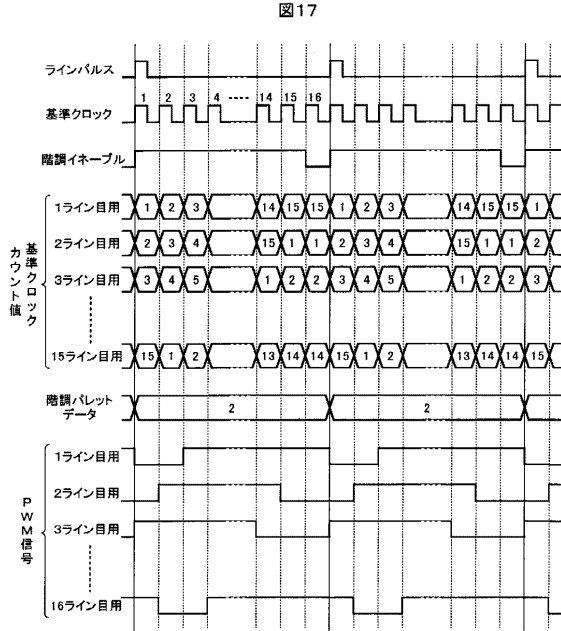 図17
ラインパルス
1 2 3 4 ---- 14 15 16
基準クロック
階調イネーブル
基準クロックカウント値
1ライン目用 1 2 3 14 15 15 1 2 3 14 15 15 1
2ライン目用 2 3 4 15 1 1 2 3 4 15 1 1 2
3ライン目用 3 4 5 1 2 2 3 4 5 1 2 2 3
15ライン目用 15 1 2 13 14 14 15 1 2 13 14 14 15
階調パレット
データ 2 2
PWM信号
1ライン目用
2ライン目用
3ライン目用
16ライン目用